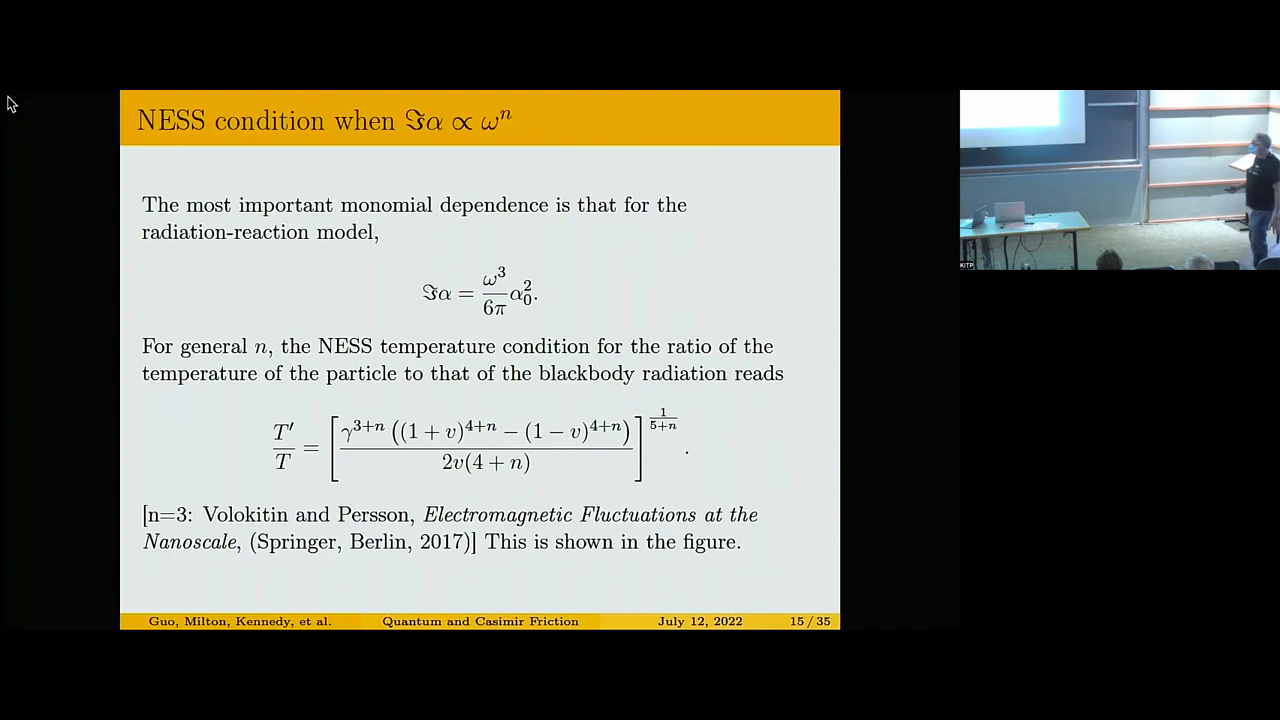 NESS condition when ℑα ∝ ωⁿ
The most important monomial dependence is that for the
radiation-reaction model,
ℑα = ω³/6π α₀².
For general n, the NESS temperature condition for the ratio of the
temperature of the particle to that of the blackbody radiation reads
T′/T = [γ³⁺ⁿ ((1 + v)⁴⁺ⁿ − (1 − v)⁴⁺ⁿ) / 2v(4 + n)]^(1/(5+n)).
[n=3: Volokitin and Persson, Electromagnetic Fluctuations at the
Nanoscale, (Springer, Berlin, 2017)] This is shown in the figure.
Guo, Milton, Kennedy, et al. Quantum and Casimir Friction July 12, 2022 15 / 35
KITP